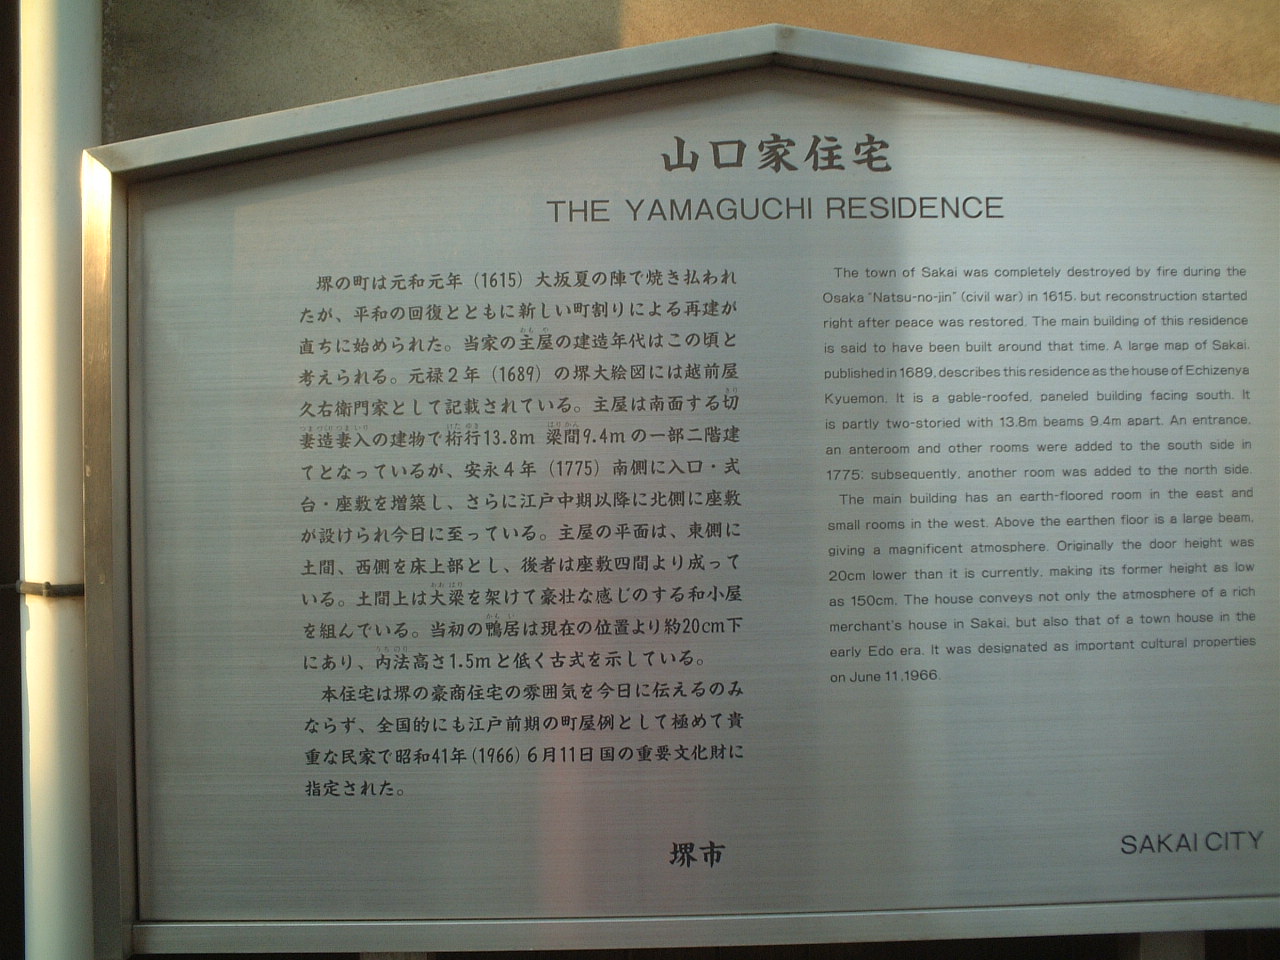 山口家住宅
THE YAMAGUCHI RESIDENCE
堺の町は元和元年(1615)大坂夏の陣で焼き払われ
たが、平和の回復とともに新しい町割りによる再建が
直ちに始められた。当家の主屋の建造年代はこの頃と
考えられる。元禄2年(1689)の堺大絵図には越前屋
久右衛門家として記載されている。主屋は南面する切
妻造妻入の建物で桁行13.8m 梁間9.4mの一部二階建
てとなっているが、安永4年(1775)南側に入口・式
台・座敷を増築し、さらに江戸中期以降に北側に座敷
が設けられ今日に至っている。主屋の平面は、東側に
土間、西側を床上部とし、後者は座敷四間より成って
いる。土間上は大梁を架けて豪壮な感じのする和小屋
を組んでいる。当初の鴨居は現在の位置より約20cm下
にあり、内法高さ1.5mと低く古式を示している。
本住宅は堺の豪商住宅の雰囲気を今日に伝えるのみ
ならず、全国的にも江戸前期の町屋例として極めて貴
重な民家で昭和41年(1966)6月11日国の重要文化財に
指定された。
堺市
The town of Sakai was completely destroyed by fire during the
Osaka "Natsu-no-jin" (civil war) in 1615, but reconstruction started
right after peace was restored. The main building of this residence
is said to have been built around that time. A large map of Sakai,
published in 1689, describes this residence as the house of Echizenya
Kyuemon. It is a gable-roofed, paneled building facing south. It
is partly two-storied with 13.8m beams 9.4m apart. An entrance,
an anteroom and other rooms were added to the south side in
1775; subsequently, another room was added to the north side.
The main building has an earth-floored room in the east and
small rooms in the west. Above the earthen floor is a large beam,
giving a magnificent atmosphere. Originally the door height was
20cm lower than it is currently, making its former height as low
as 150cm. The house conveys not only the atmosphere of a rich
merchant's house in Sakai, but also that of a town house in the
early Edo era. It was designated as important cultural properties
on June 11,1966.
SAKAI CITY